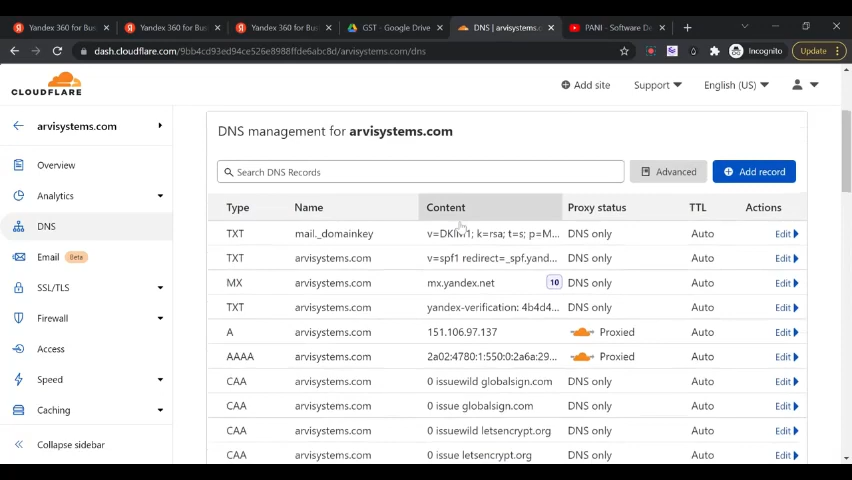 Yandex 360 for Bus
Yandex 360 for Bus
Yandex 360 for Bus
GST - Google Drive
DNS | arvisystems.c
PANI - Software De
dash.cloudflare.com/9bb4cd93ed94ce526e8988ffde6abc8d/arvisystems.com/dns
Incognito
Update
CLOUDFLARE
Add site
Support
English (US)
arvisystems.com
Overview
Analytics
DNS
Email Beta
SSL/TLS
Firewall
Access
Speed
Caching
Collapse sidebar
DNS management for arvisystems.com
Search DNS Records
Advanced
Add record
Type Name Content Proxy status TTL Actions
TXT mail._domainkey v=DKIM1; k=rsa; t=s; p=M... DNS only Auto Edit
TXT arvisystems.com v=spf1 redirect=_spf.yand... DNS only Auto Edit
MX arvisystems.com mx.yandex.net 10 DNS only Auto Edit
TXT arvisystems.com yandex-verification: 4b4d4... DNS only Auto Edit
A arvisystems.com 151.106.97.137 Proxied Auto Edit
AAAA arvisystems.com 2a02:4780:1:550:0:2a6a:29... Proxied Auto Edit
CAA arvisystems.com 0 issuewild globalsign.com DNS only Auto Edit
CAA arvisystems.com 0 issue globalsign.com DNS only Auto Edit
CAA arvisystems.com 0 issuewild letsencrypt.org DNS only Auto Edit
CAA arvisystems.com 0 issue letsencrypt.org DNS only Auto Edit